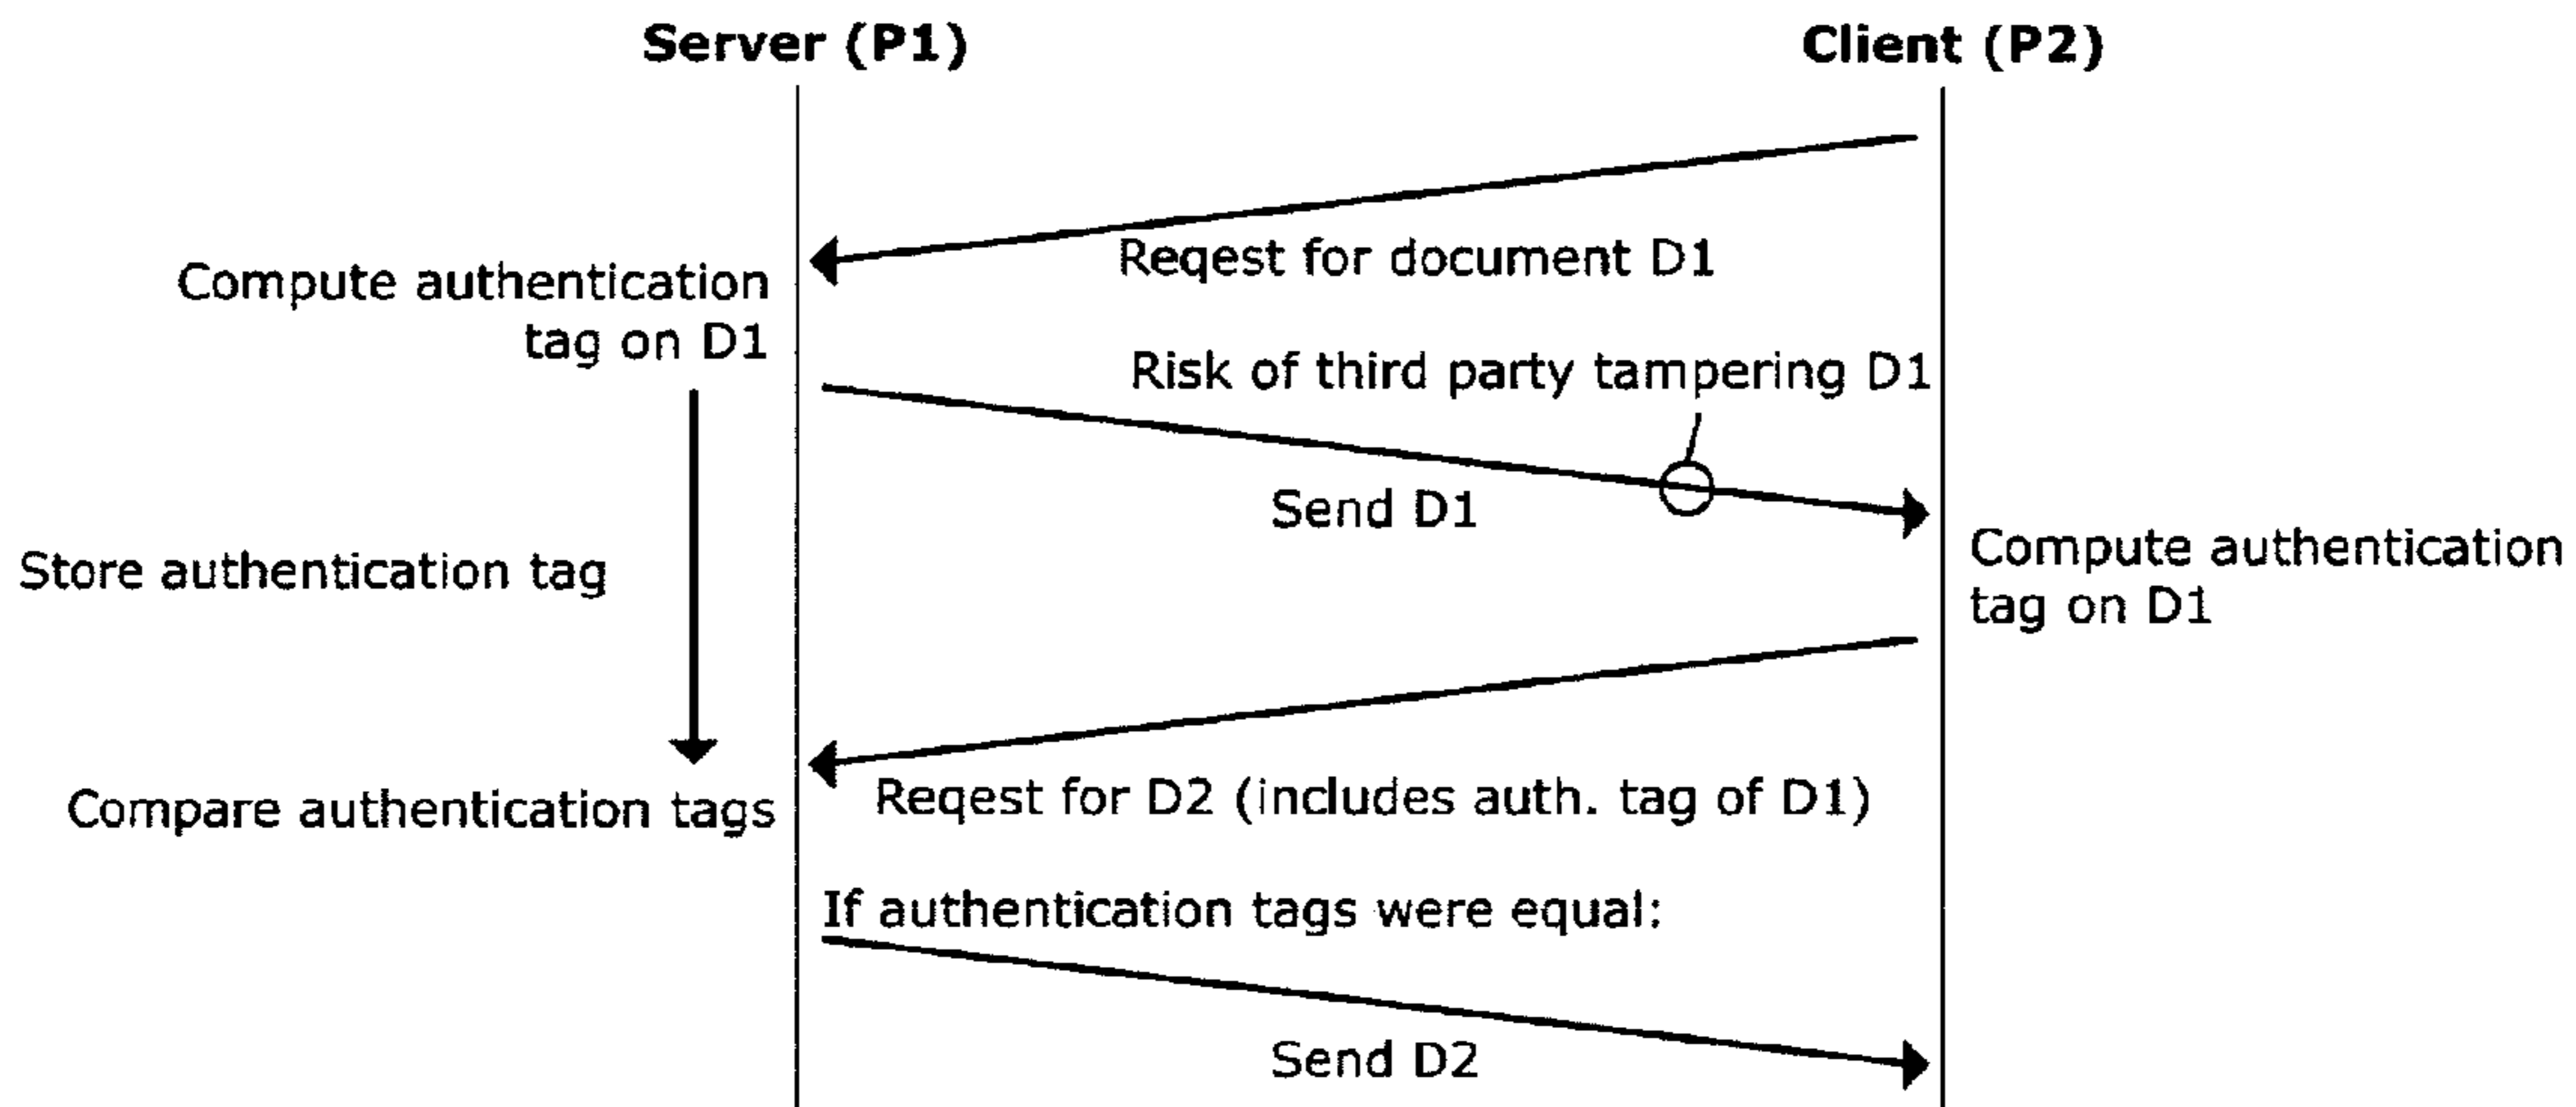 Server (P1)
Client (P2)
Reqest for document D1
Compute authentication
tag on D1
Risk of third party tampering D1
Send D1
Compute authentication
tag on D1
Store authentication tag
Reqest for D2 (includes auth. tag of D1)
Compare authentication tags
If authentication tags were equal:
Send D2